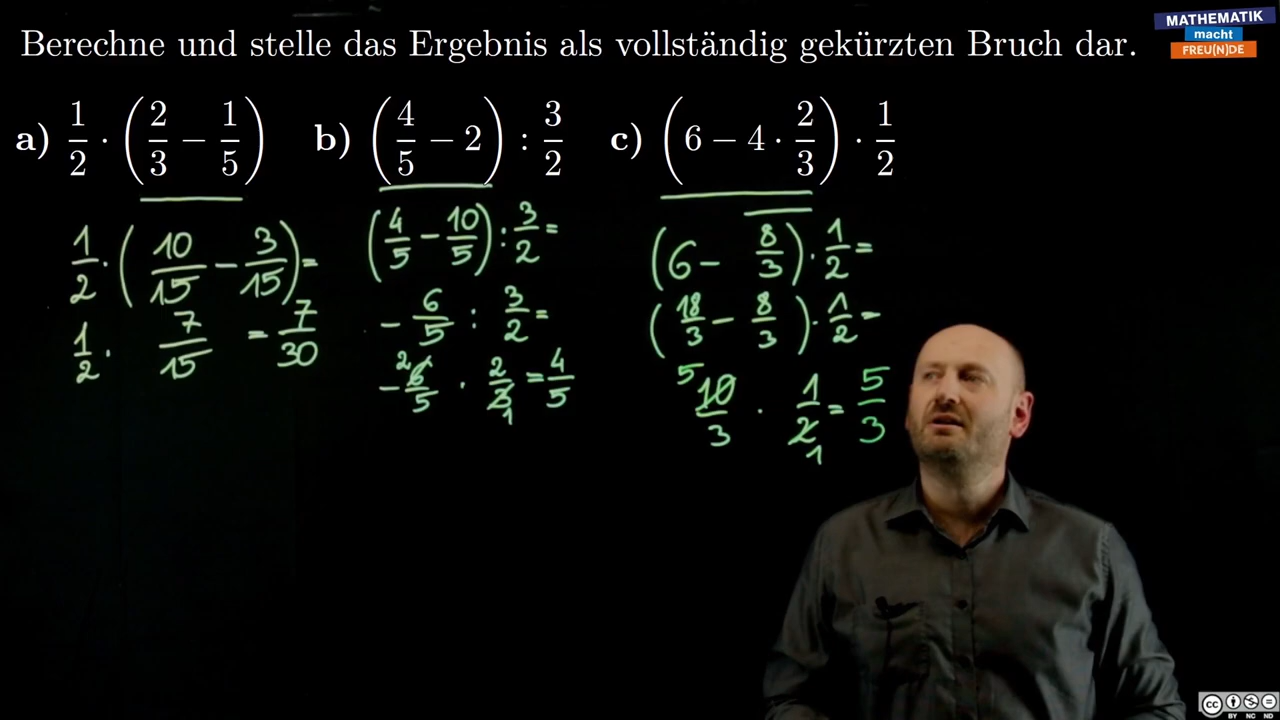 Berechne und stelle das Ergebnis als vollständig gekürzten Bruch dar.
MATHEMATIK
macht
FREU(N)DE
a) 1/2 · (2/3 − 1/5)
1/2 · (10/15 − 3/15) =
1/2 · 7/15 = 7/30
b) (4/5 − 2) : 3/2
(4/5 − 10/5) : 3/2 =
− 6/5 : 3/2 =
− 2 6/5 · 2/3 1 = 4/5
c) (6 − 4 · 2/3) · 1/2
(6 − 8/3) · 1/2 =
(18/3 − 8/3) · 1/2 =
5 10/3 · 1/2 1 = 5/3
cc
BY NC ND